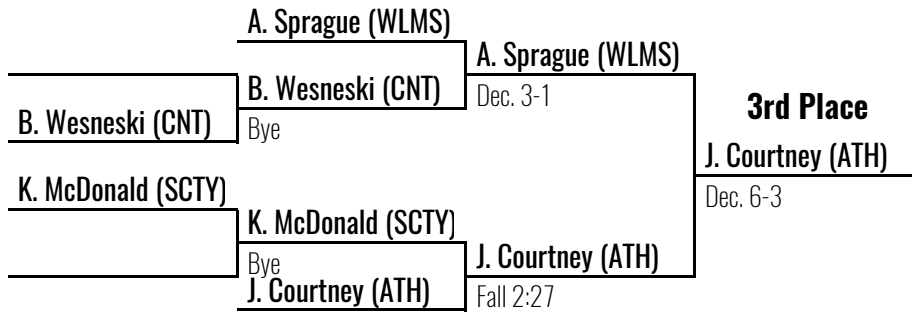 A. Sprague (WLMS)
A. Sprague (WLMS)
B. Wesneski (CNT)
Dec. 3-1
3rd Place
B. Wesneski (CNT)
Bye
J. Courtney (ATH)
K. McDonald (SCTY)
Dec. 6-3
K. McDonald (SCTY)
Bye
J. Courtney (ATH)
J. Courtney (ATH)
Fall 2:27